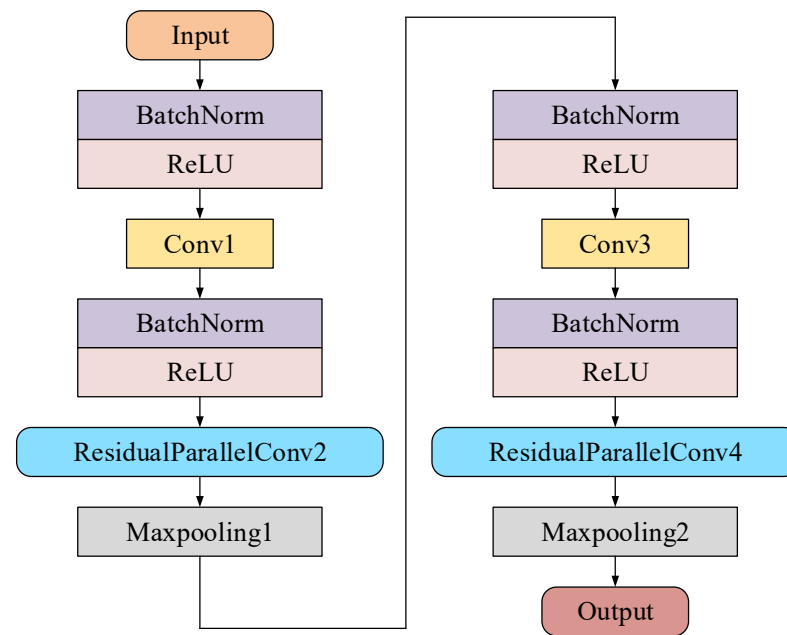 Input
BatchNorm
ReLU
Conv1
BatchNorm
ReLU
ResidualParallelConv2
Maxpooling1
BatchNorm
ReLU
Conv3
BatchNorm
ReLU
ResidualParallelConv4
Maxpooling2
Output